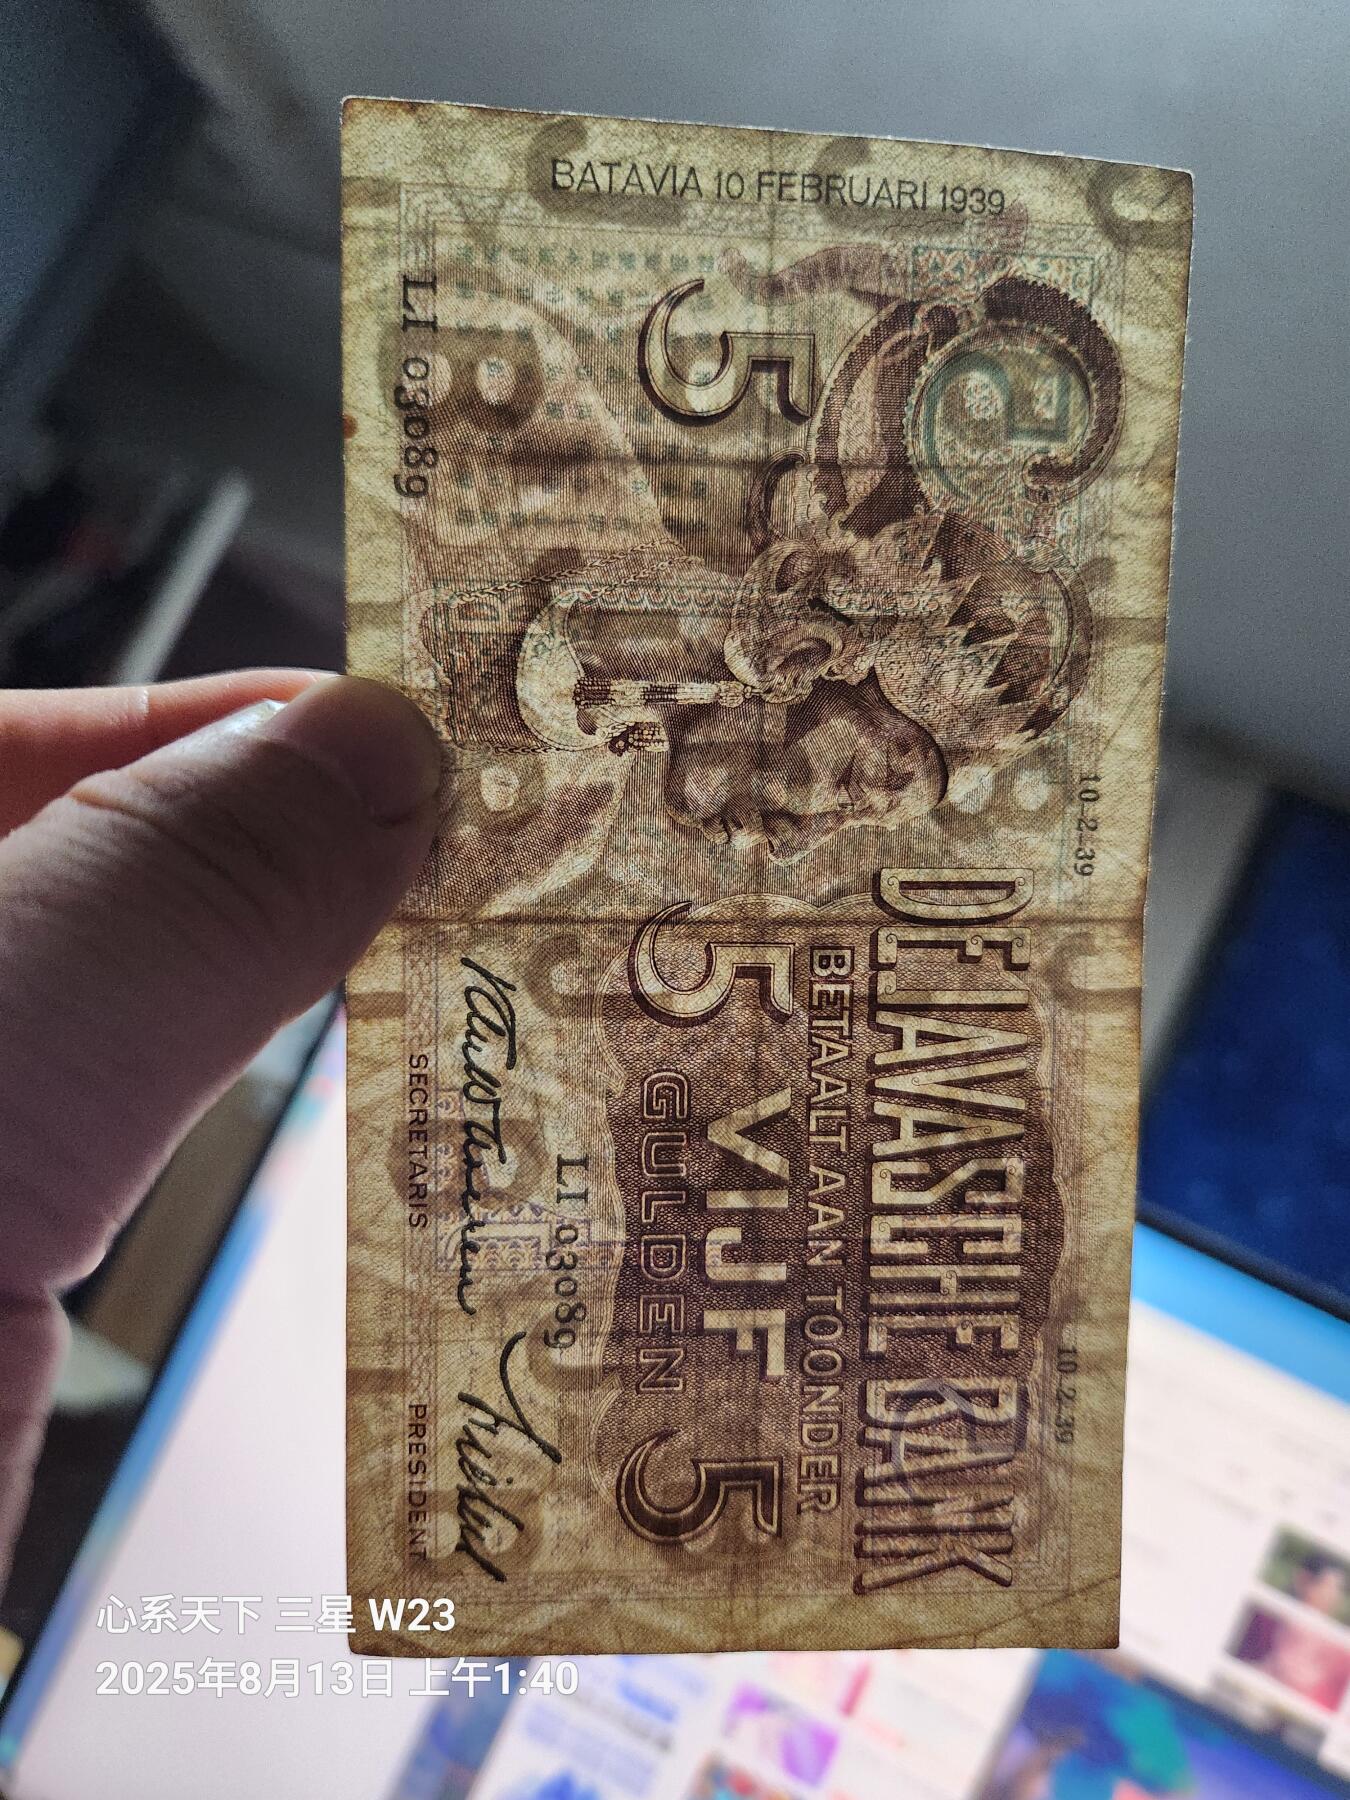 BATAVIA 10 FEBRUARI 1939
10-2-39
10-2-39
DE JAVASCHE BANK
BETAALT AAN TOONDER
5
5 VIJF 5
GULDEN
LI 03089
LI 03089
SECRETARIS
PRESIDENT
心系天下 三星 W23
2025年8月13日 上午1:40